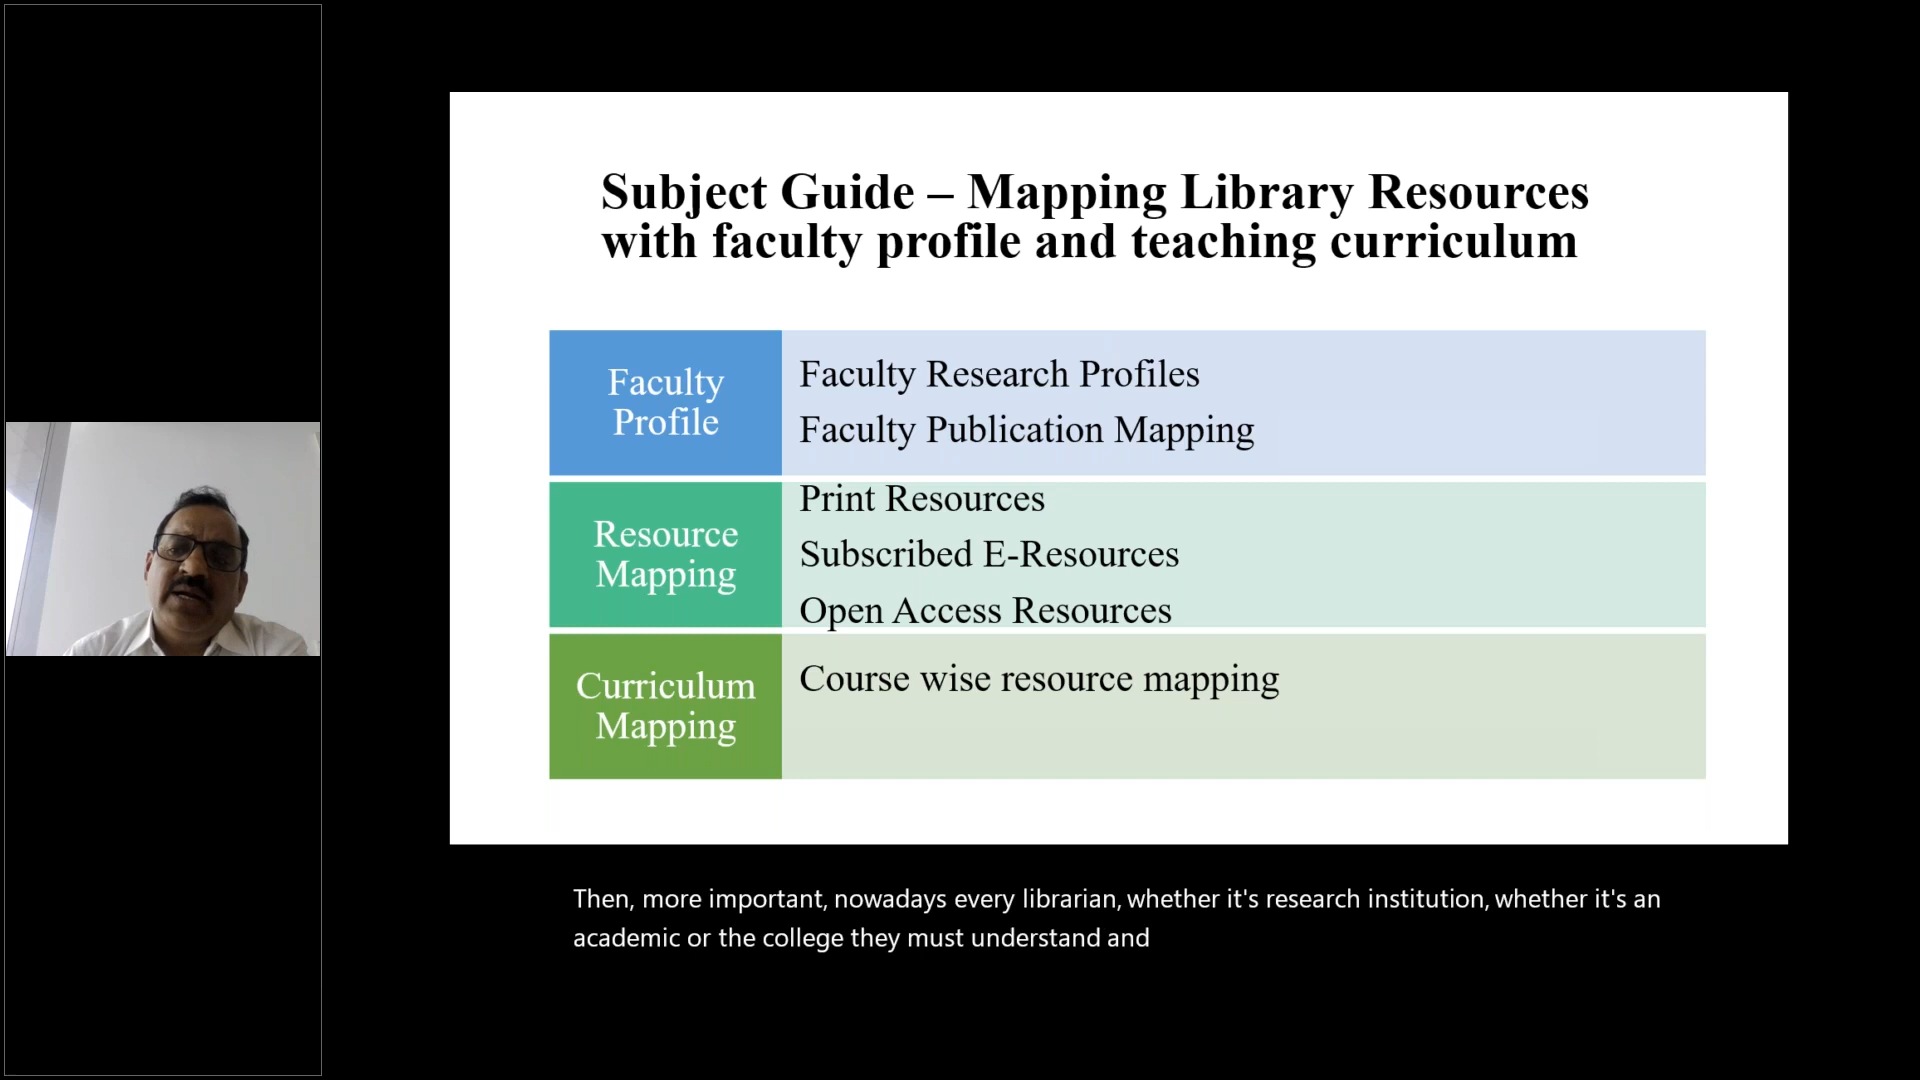 Subject Guide – Mapping Library Resources
with faculty profile and teaching curriculum
Faculty
Profile
Faculty Research Profiles
Faculty Publication Mapping
Resource
Mapping
Print Resources
Subscribed E-Resources
Open Access Resources
Curriculum
Mapping
Course wise resource mapping
Then, more important, nowadays every librarian, whether it's research institution, whether it's an
academic or the college they must understand and